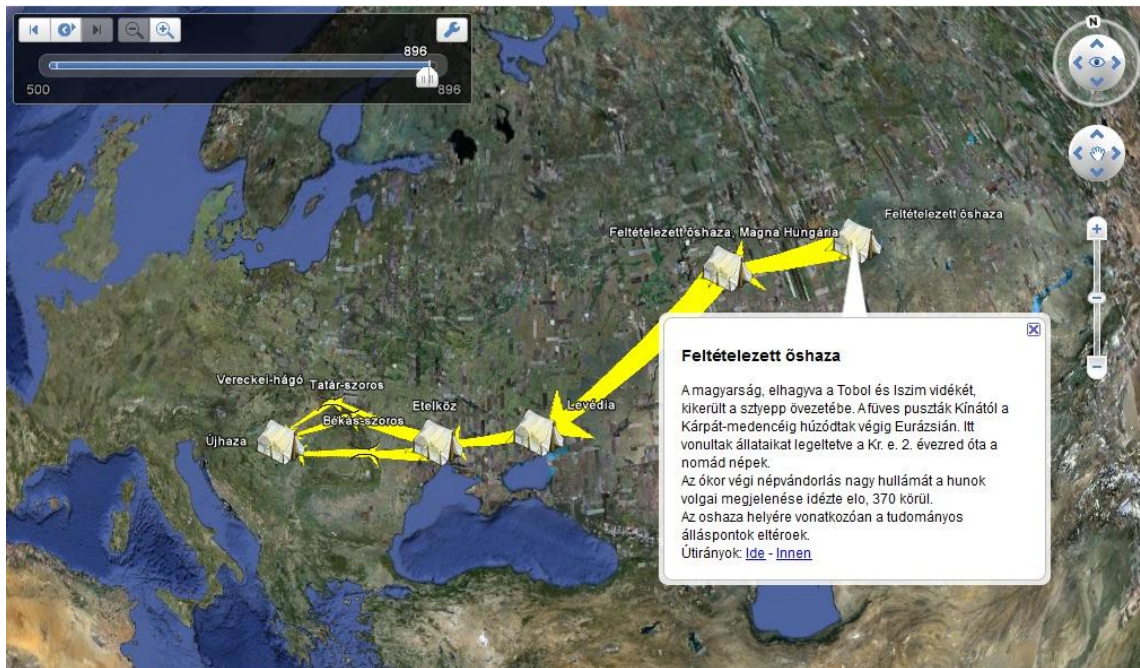 896
500
896
N
Feltételezett õshaza
Feltételezett õshaza, Magna Hungária
Feltételezett õshaza
A magyarság, elhagyva a Tobol és Iszim vidékét,
kikerült a sztyepp övezetébe. A füves puszták Kínától a
Kárpát-medencéig húzódtak végig Eurázsián. Itt
vonultak állataikat legeltetve a Kr. e. 2. évezred óta a
nomád népek.
Az ókor végi népvándorlás nagy hullámát a hunok
volgai megjelenése idézte elo, 370 körül.
Az oshaza helyére vonatkozóan a tudományos
álláspontok eltéroek.
Útirányok: Ide - Innen
Vereckei-hágó
Tatár-szoros
Békás-szoros
Etelköz
Levédia
Újhaza